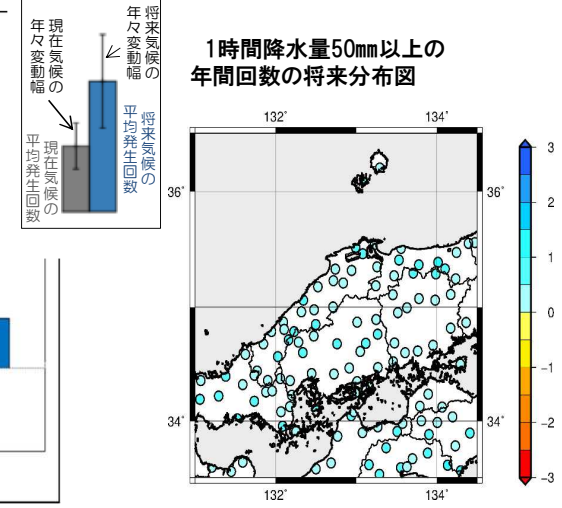 現在気候の
年々変動幅
将来気候の
年々変動幅
現在気候の
平均発生回数
将来気候の
平均発生回数
1時間降水量50mm以上の
年間回数の将来分布図
132°
134°
36°
36°
34°
34°
132°
134°
3
2
1
0
-1
-2
-3